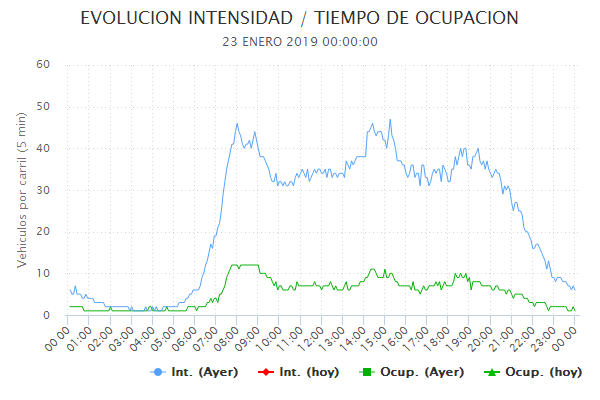 EVOLUCION INTENSIDAD / TIEMPO DE OCUPACION
23 ENERO 2019 00:00:00
Vehiculos por carril (5 min)
60
50
40
30
20
10
0
00:00 01:00 02:00 03:00 04:00 05:00 06:00 07:00 08:00 09:00 10:00 11:00 12:00 13:00 14:00 15:00 16:00 17:00 18:00 19:00 20:00 21:00 22:00 23:00 00:00
Int. (Ayer) Int. (hoy) Ocup. (Ayer) Ocup. (hoy)